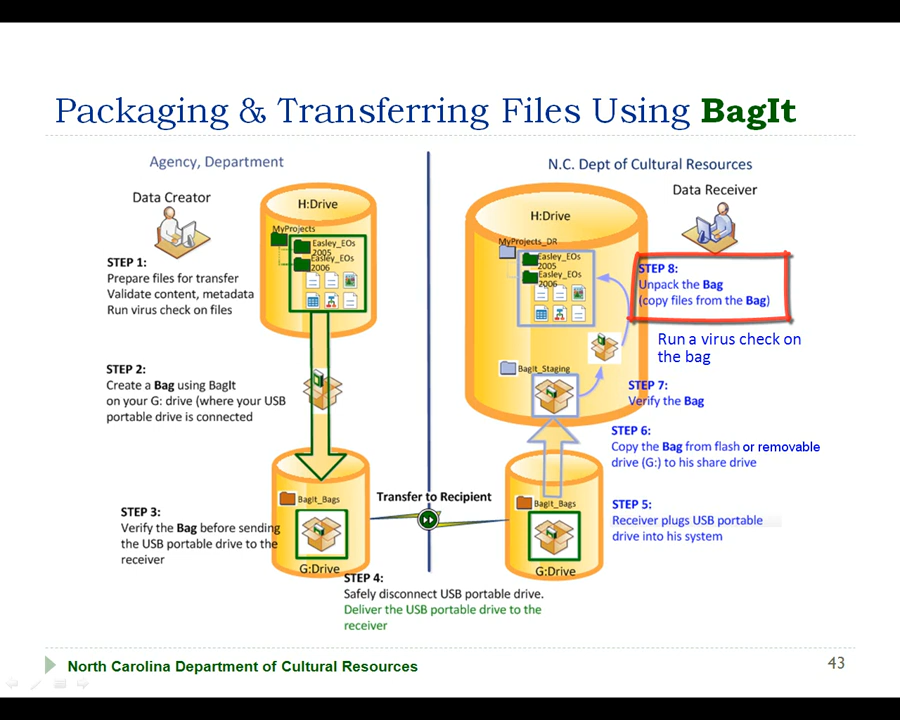 Packaging & Transferring Files Using BagIt
Agency, Department
Data Creator
STEP 1:
Prepare files for transfer
Validate content, metadata
Run virus check on files
H:Drive
MyProjects
Easley_EOs
2005
Easley_EOs
2006
STEP 2:
Create a Bag using BagIt
on your G: drive (where your USB
portable drive is connected
STEP 3:
Verify the Bag before sending
the USB portable drive to the
receiver
BagIt_Bags
G:Drive
Transfer to Recipient
STEP 4:
Safely disconnect USB portable drive.
Deliver the USB portable drive to the
receiver
N.C. Dept of Cultural Resources
Data Receiver
H:Drive
MyProjects_DR
Easley_EOs
2005
Easley_EOs
2006
STEP 8:
Unpack the Bag
(copy files from the Bag)
Run a virus check on
the bag
BagIt_Staging
STEP 7:
Verify the Bag
STEP 6:
Copy the Bag from flash or removable
drive (G:) to his share drive
BagIt_Bags
G:Drive
STEP 5:
Receiver plugs USB portable
drive into his system
North Carolina Department of Cultural Resources
43